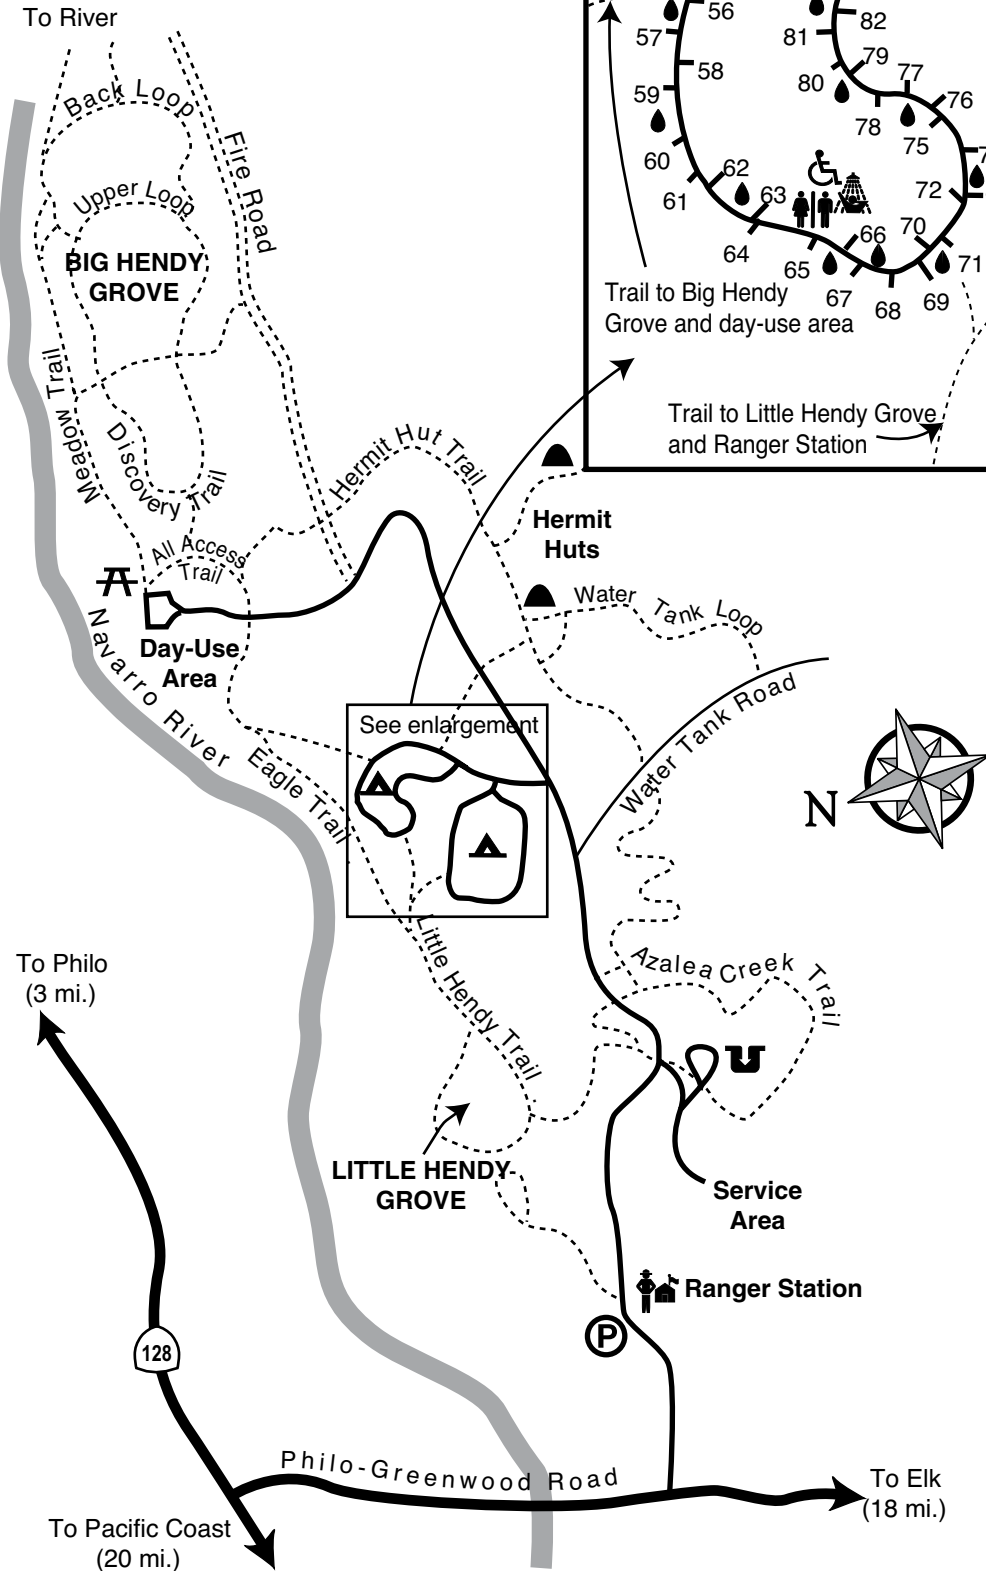 To River
Back Loop
Fire Road
Upper Loop
BIG HENDY
GROVE
Meadow Trail
Discovery Trail
All Access
Trail
Hermit Hut Trail
Hermit
Huts
Day-Use
Area
Navarro River
Water Tank Loop
Water Tank Road
See enlargement
Eagle Trail
N
Little Hendy Trail
Azalea Creek Trail
To Philo
(3 mi.)
LITTLE HENDY
GROVE
Service
Area
Ranger Station
P
128
Philo-Greenwood Road
To Elk
(18 mi.)
To Pacific Coast
(20 mi.)
56
57
58
59
60
61
62
63
64
65
66
67
68
69
70
71
72
75
76
77
78
79
80
81
82
Trail to Big Hendy
Grove and day-use area
Trail to Little Hendy Grove
and Ranger Station